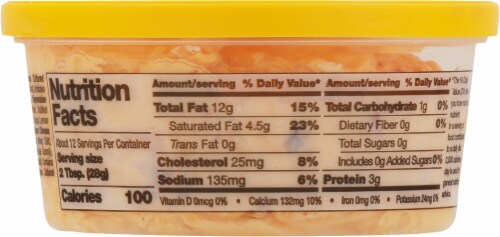 Nutrition
Facts
About 12 Servings Per Container
Serving size
2 Tbsp. (28g)
Calories 100
Amount/serving % Daily Value*
Total Fat 12g 15%
Saturated Fat 4.5g 23%
Trans Fat 0g
Cholesterol 25mg 8%
Sodium 135mg 6%
Amount/serving % Daily Value*
Total Carbohydrate 1g 0%
Dietary Fiber 0g 0%
Total Sugars 0g
Includes 0g Added Sugars 0%
Protein 3g
Vitamin D 0mcg 0% • Calcium 132mg 10% • Iron 0mg 0% • Potassium 24mg 0%